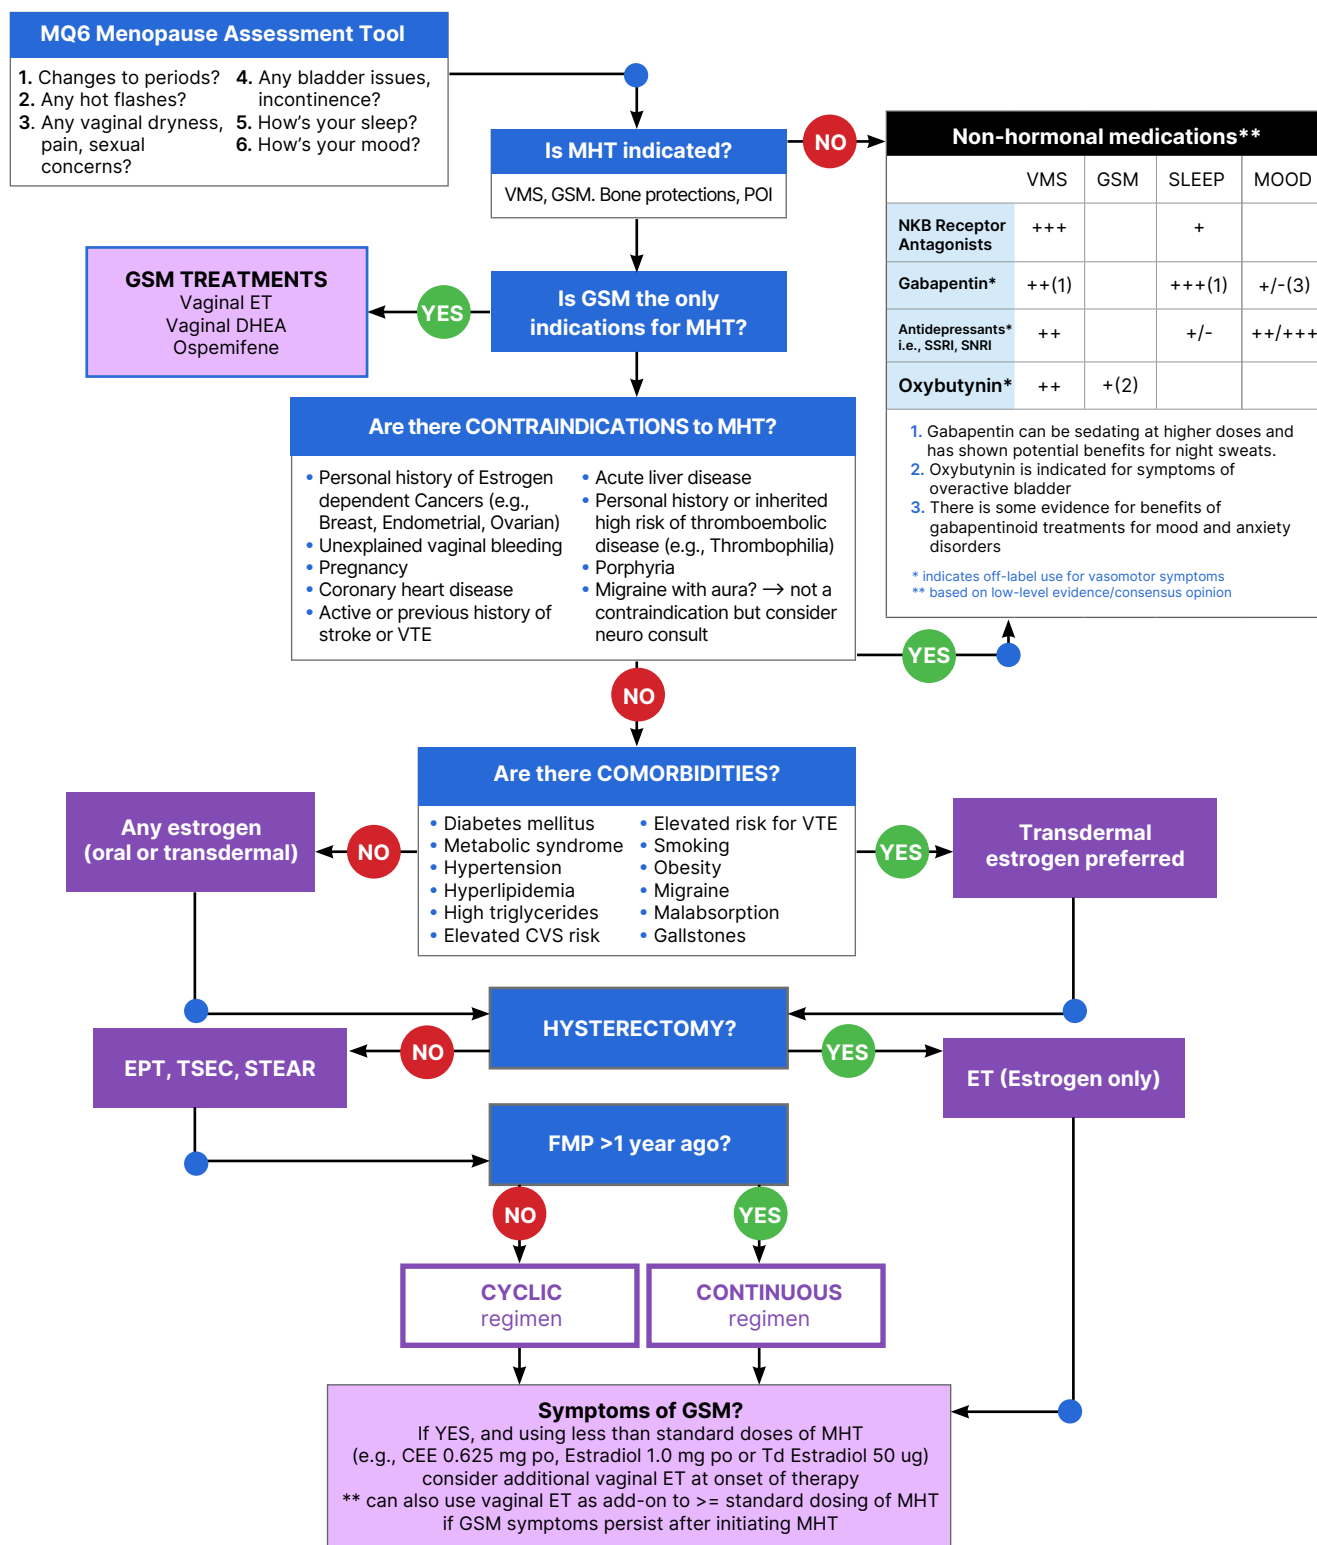 MQ6 Menopause Assessment Tool
1. Changes to periods?
2. Any hot flashes?
3. Any vaginal dryness,
pain, sexual
concerns?
4. Any bladder issues,
incontinence?
5. How's your sleep?
6. How's your mood?
Is MHT indicated?
VMS, GSM. Bone protections, POI
NO
Non-hormonal medications**
VMS GSM SLEEP MOOD
NKB Receptor
Antagonists
+++ +
Gabapentin* ++(1) +++(1) +/-(3)
Antidepressants*
i.e., SSRI, SNRI
++ +/- ++/+++
Oxybutynin* ++ +(2)
1. Gabapentin can be sedating at higher doses and
has shown potential benefits for night sweats.
2. Oxybutynin is indicated for symptoms of
overactive bladder
3. There is some evidence for benefits of
gabapentinoid treatments for mood and anxiety
disorders
* indicates off-label use for vasomotor symptoms
** based on low-level evidence/consensus opinion
Is GSM the only
indications for MHT?
YES
GSM TREATMENTS
Vaginal ET
Vaginal DHEA
Ospemifene
Are there CONTRAINDICATIONS to MHT?
• Personal history of Estrogen
dependent Cancers (e.g.,
Breast, Endometrial, Ovarian)
• Unexplained vaginal bleeding
• Pregnancy
• Coronary heart disease
• Active or previous history of
stroke or VTE
• Acute liver disease
• Personal history or inherited
high risk of thromboembolic
disease (e.g., Thrombophilia)
• Porphyria
• Migraine with aura? → not a
contraindication but consider
neuro consult
YES
NO
Are there COMORBIDITIES?
• Diabetes mellitus
• Metabolic syndrome
• Hypertension
• Hyperlipidemia
• High triglycerides
• Elevated CVS risk
• Elevated risk for VTE
• Smoking
• Obesity
• Migraine
• Malabsorption
• Gallstones
NO
Any estrogen
(oral or transdermal)
YES
Transdermal
estrogen preferred
HYSTERECTOMY?
NO
EPT, TSEC, STEAR
YES
ET (Estrogen only)
FMP >1 year ago?
NO
YES
CYCLIC
regimen
CONTINUOUS
regimen
Symptoms of GSM?
If YES, and using less than standard doses of MHT
(e.g., CEE 0.625 mg po, Estradiol 1.0 mg po or Td Estradiol 50 ug)
consider additional vaginal ET at onset of therapy
** can also use vaginal ET as add-on to >= standard dosing of MHT
if GSM symptoms persist after initiating MHT